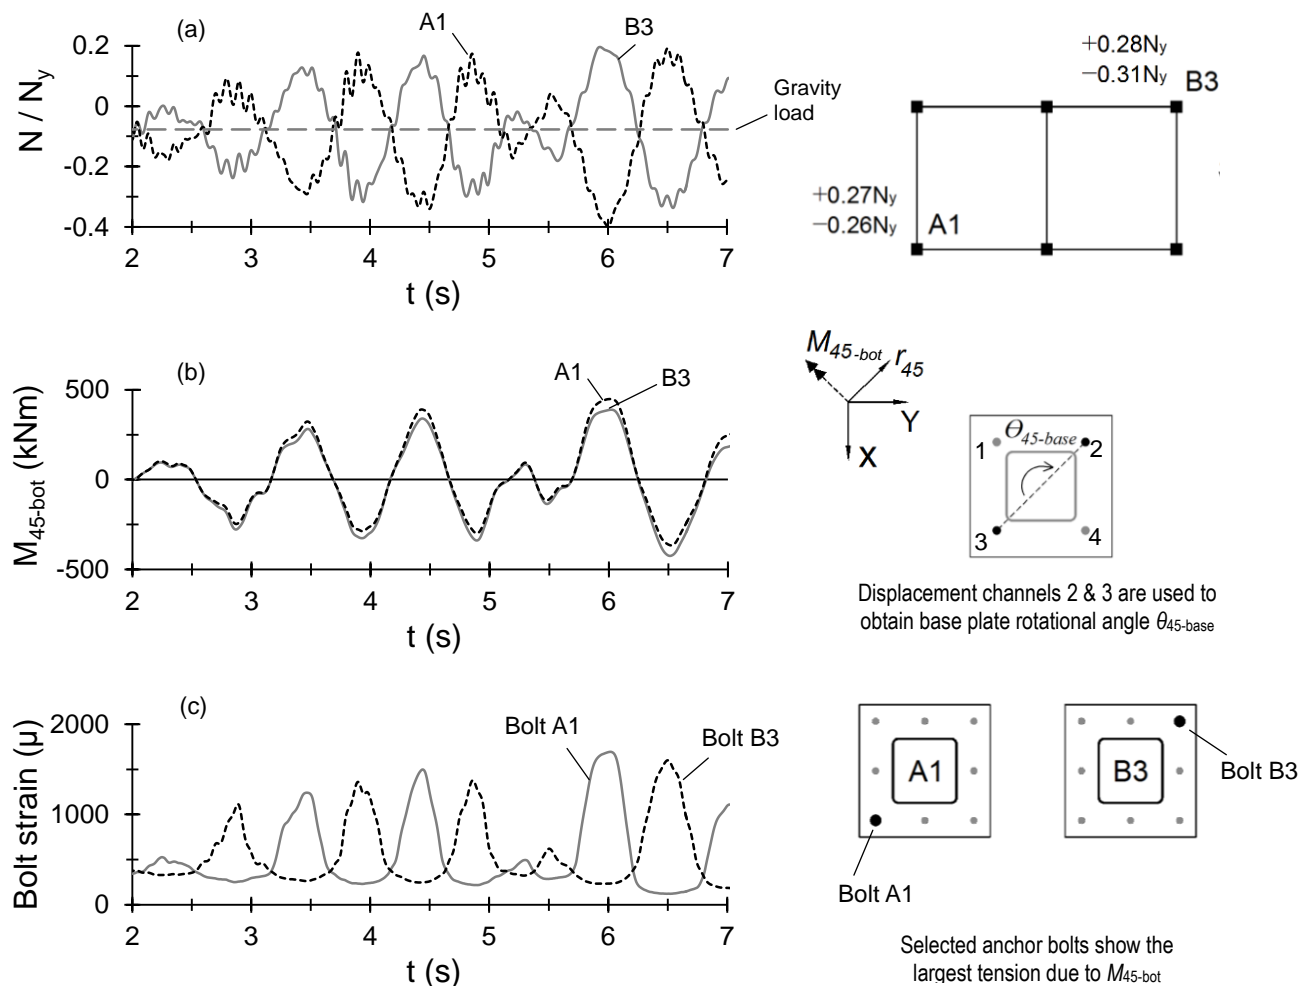 (a)
A1
B3
0.2
0
-0.2
-0.4
N / Ny
Gravity
load
2 3 4 5 6 7
t (s)
+0.28Ny
−0.31Ny
B3
+0.27Ny
−0.26Ny
A1
(b)
A1
B3
500
0
-500
M45-bot (kNm)
2 3 4 5 6 7
t (s)
M45-bot
r45
Y
X
θ45-base
1
2
3
4
Displacement channels 2 & 3 are used to
obtain base plate rotational angle θ45-base
(c)
2000
1000
0
Bolt strain (μ)
Bolt A1
Bolt B3
2 3 4 5 6 7
t (s)
A1
B3
Bolt B3
Bolt A1
Selected anchor bolts show the
largest tension due to M45-bot